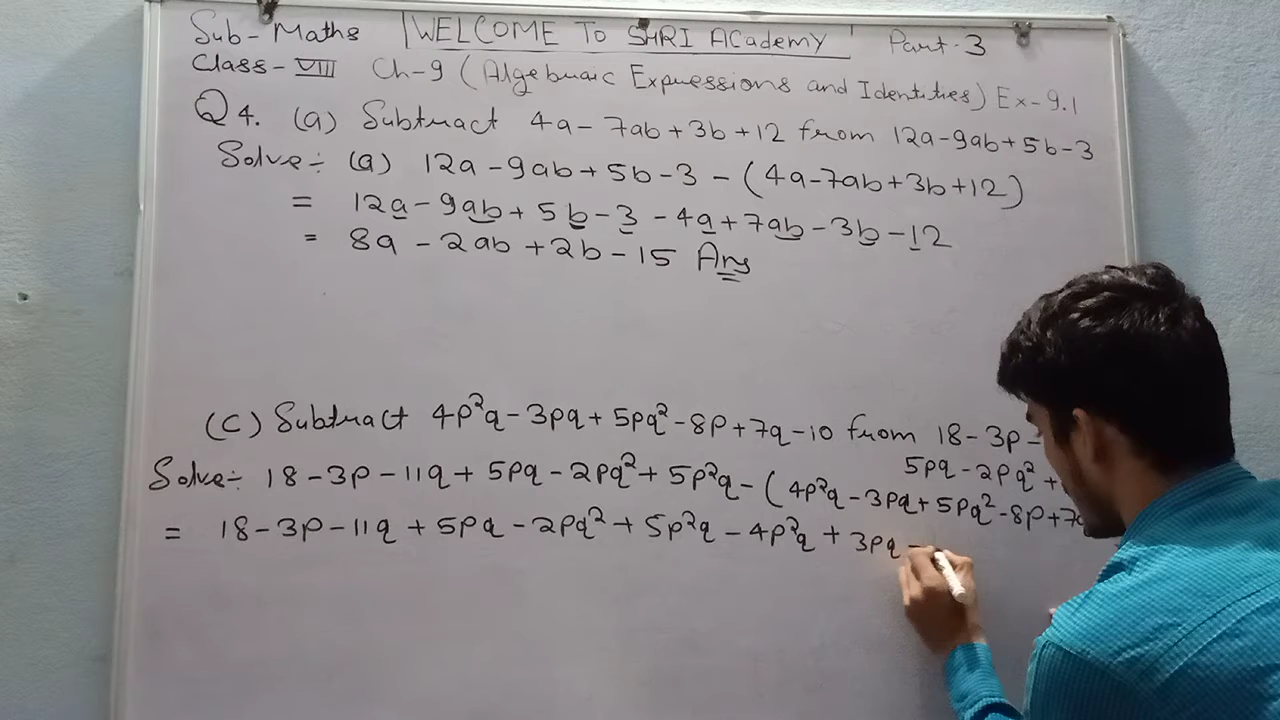 Sub-Maths |WELCOME TO SHRI ACademy| Part-3
Class-VIII Ch-9 (Algebraic Expressions and Identities) Ex-9.1
Q4. (a) Subtract 4a-7ab+3b+12 from 12a-9ab+5b-3
Solve:- (a) 12a-9ab+5b-3-(4a-7ab+3b+12)
= 12a-9ab+5b-3-4a+7ab-3b-12
= 8a-2ab+2b-15 Ans
(C) Subtract 4p²q-3pq+5pq²-8p+7q-10 from 18-3p-
5pq-2pq²+
Solve:- 18-3p-11q+5pq-2pq²+5p²q-(4p²q-3pq+5pq²-8p+7q
= 18-3p-11q+5pq-2pq²+5p²q-4p²q+3pq-